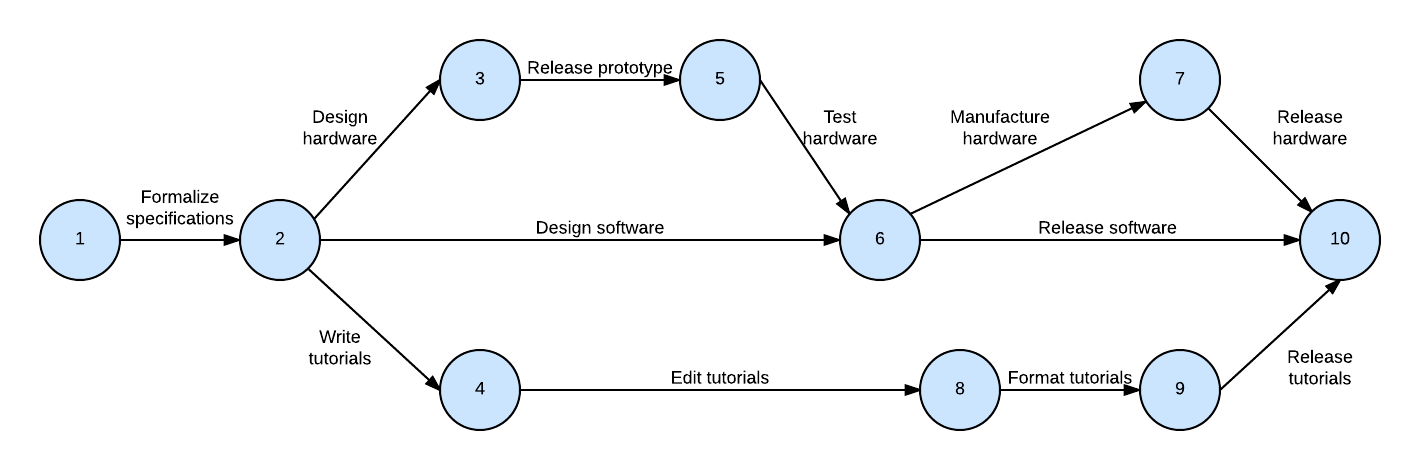 3
Release prototype
5
7
Design
hardware
Test
hardware
Manufacture
hardware
Release
hardware
Formalize
specifications
1
2
Design software
6
Release software
10
Write
tutorials
Release
tutorials
4
Edit tutorials
8
Format tutorials
9